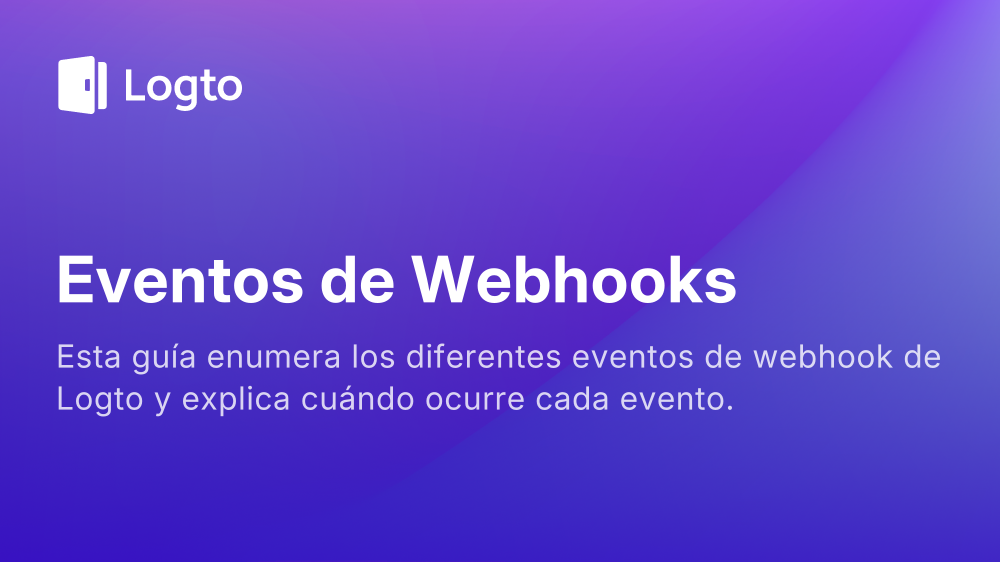 Logto
Eventos de Webhooks
Esta guía enumera los diferentes eventos de webhook de
Logto y explica cuándo ocurre cada evento.